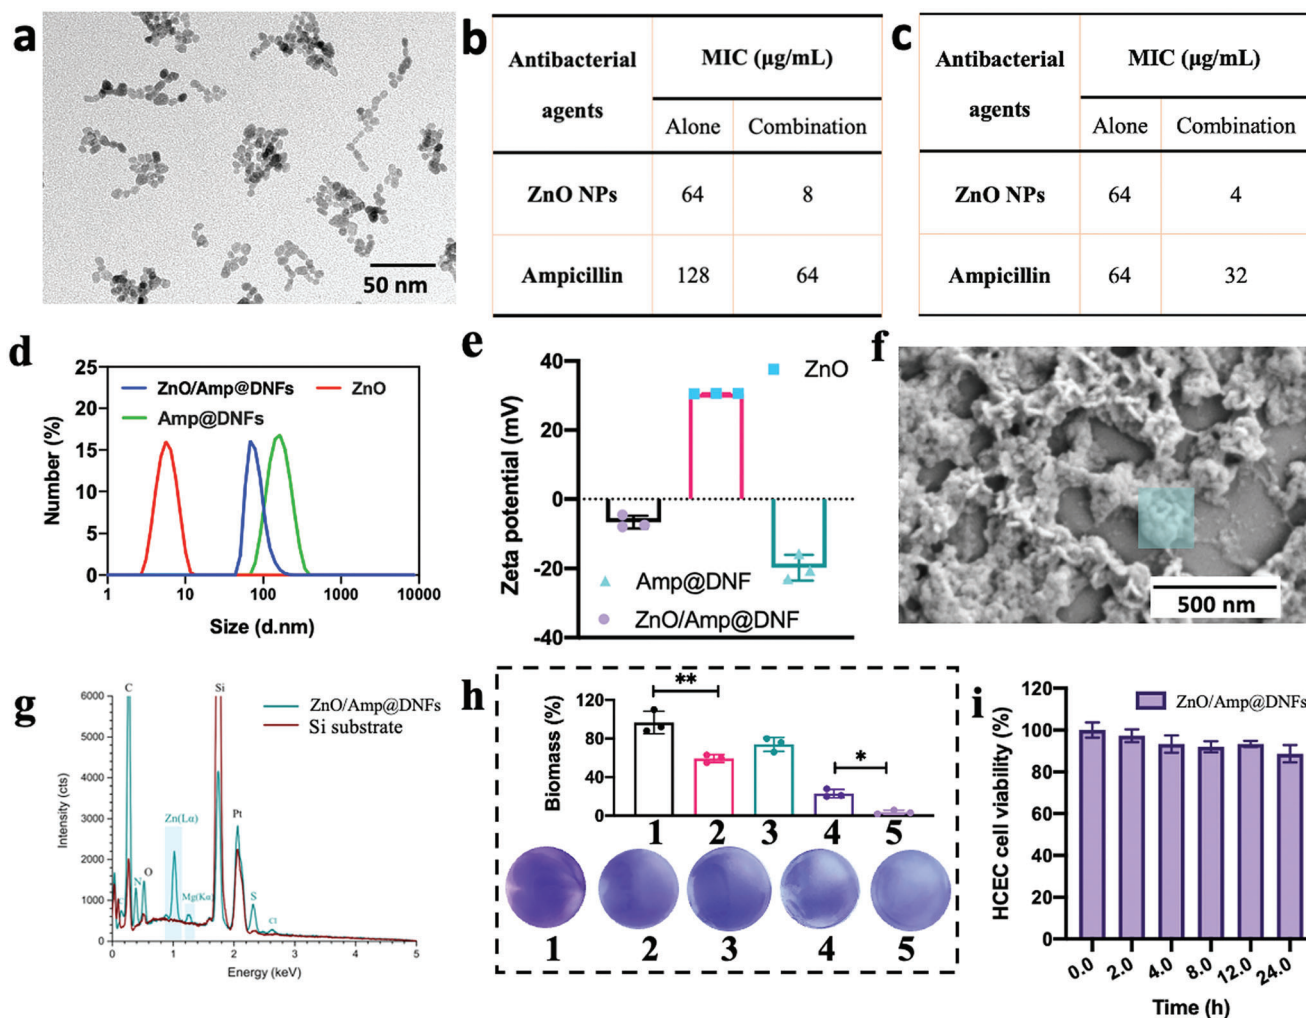 a
50 nm
b
Antibacterial agents
MIC (µg/mL)
Alone
Combination
ZnO NPs
64
8
Ampicillin
128
64
c
Antibacterial agents
MIC (µg/mL)
Alone
Combination
ZnO NPs
64
4
Ampicillin
64
32
d
Number (%)
25
20
15
10
5
0
ZnO/Amp@DNFs
ZnO
Amp@DNFs
1
10
100
1000
10000
Size (d.nm)
e
Zeta potential (mV)
40
20
0
-20
-40
ZnO
Amp@DNF
ZnO/Amp@DNF
f
500 nm
g
Intensity (cts)
6000
5000
4000
3000
2000
1000
0
C
Si
ZnO/Amp@DNFs
Si substrate
Zn(Lα)
Pt
N
O
Mg(Kα)
S
Cl
0
1
2
3
4
5
Energy (keV)
h
Biomass (%)
120
80
40
0
**
*
1
2
3
4
5
1
2
3
4
5
i
HCEC cell viability (%)
120
100
80
60
40
20
0
ZnO/Amp@DNFs
0.0
2.0
4.0
8.0
12.0
24.0
Time (h)